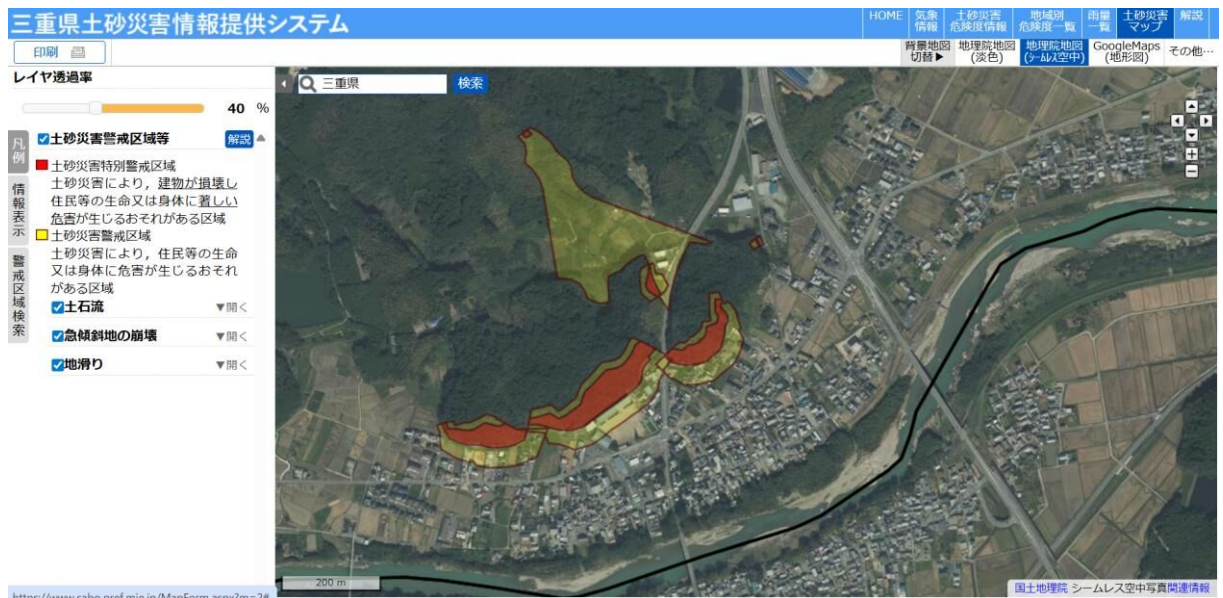 三重県土砂災害情報提供システム
HOME
気象
情報
土砂災害
危険度情報
地域別
危険度一覧
雨量
一覧
土砂災害
マップ
解説
印刷
背景地図
切替▶
地理院地図
(淡色)
地理院地図
(シームレス空中)
GoogleMaps
(地形図)
その他…
レイヤ透過率
40 %
凡例
情報表示
警戒区域検索
土砂災害警戒区域等
解説
土砂災害特別警戒区域
土砂災害により，建物が損壊し
住民等の生命又は身体に著しい
危害が生じるおそれがある区域
土砂災害警戒区域
土砂災害により，住民等の生命
又は身体に危害が生じるおそれ
がある区域
土石流
▼開く
急傾斜地の崩壊
▼開く
地滑り
▼開く
三重県
検索
200 m
国土地理院 シームレス空中写真関連情報
https://www.sabo.pref.mie.jp/MapForm.aspx?m=2#